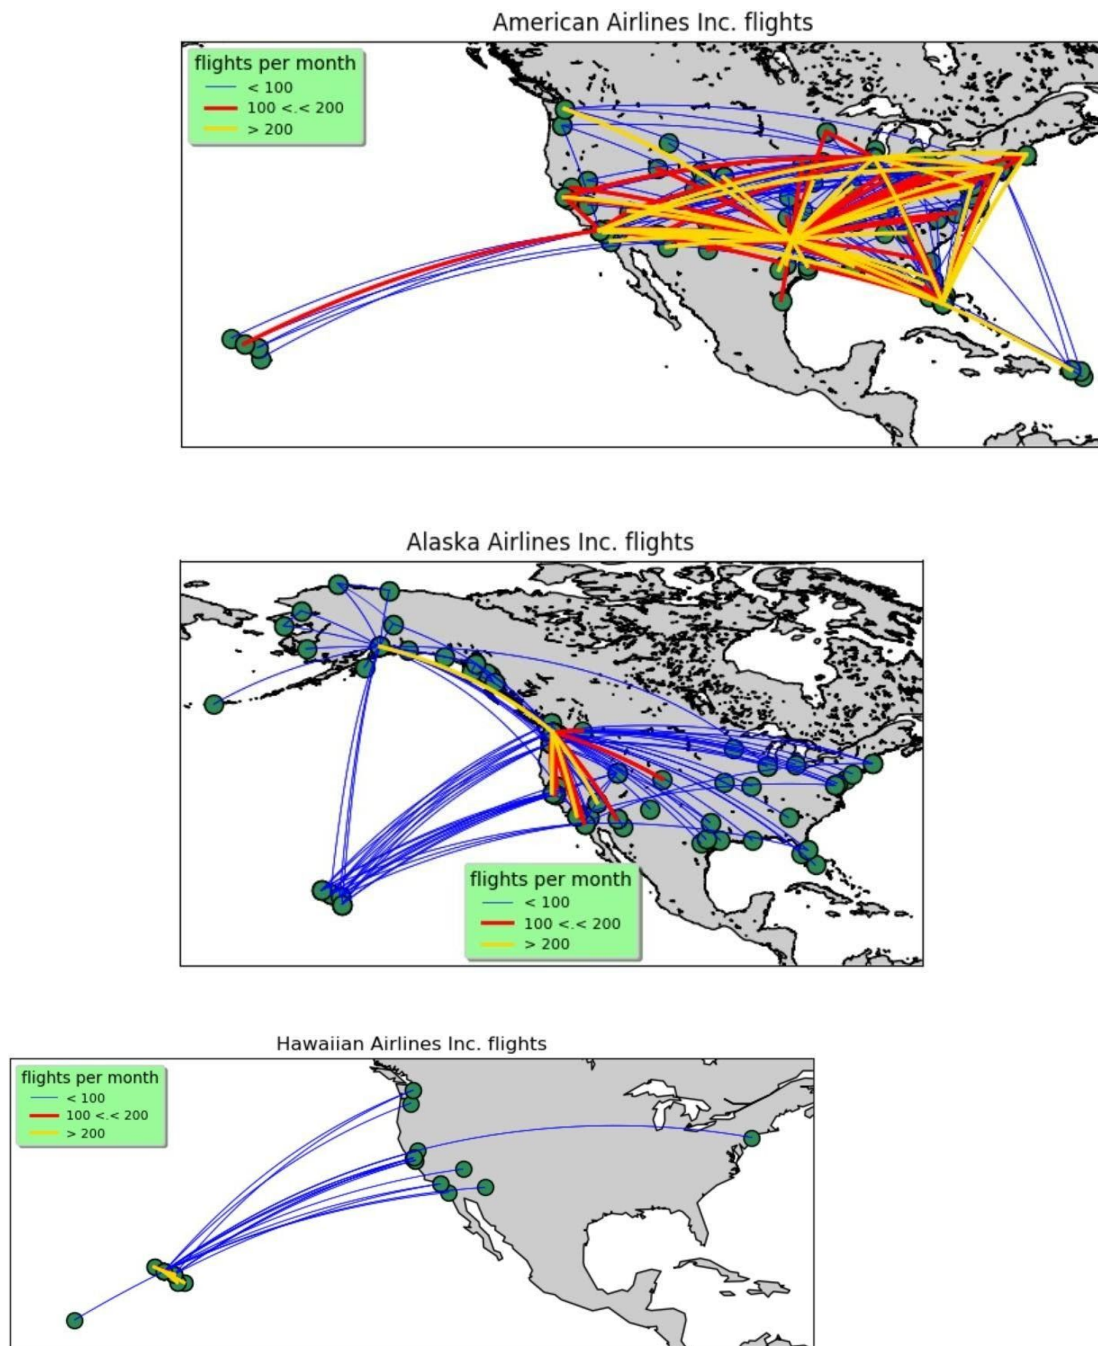 American Airlines Inc. flights
flights per month
< 100
100 <.< 200
> 200
Alaska Airlines Inc. flights
flights per month
< 100
100 <.< 200
> 200
Hawaiian Airlines Inc. flights
flights per month
< 100
100 <.< 200
> 200